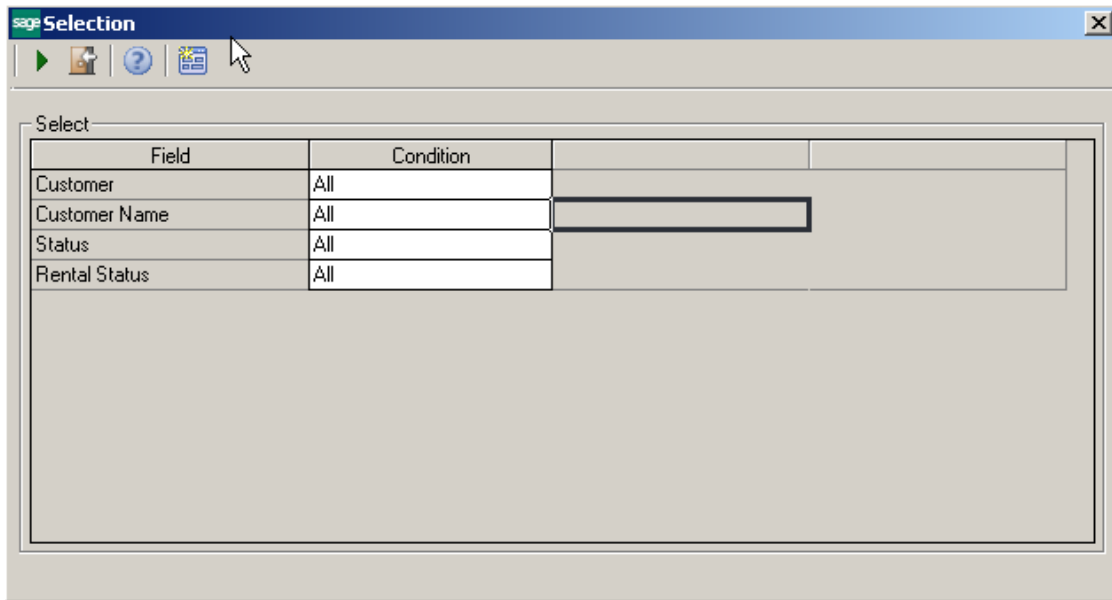 sage Selection
?
Select
Field Condition
Customer All
Customer Name All
Status All
Rental Status All